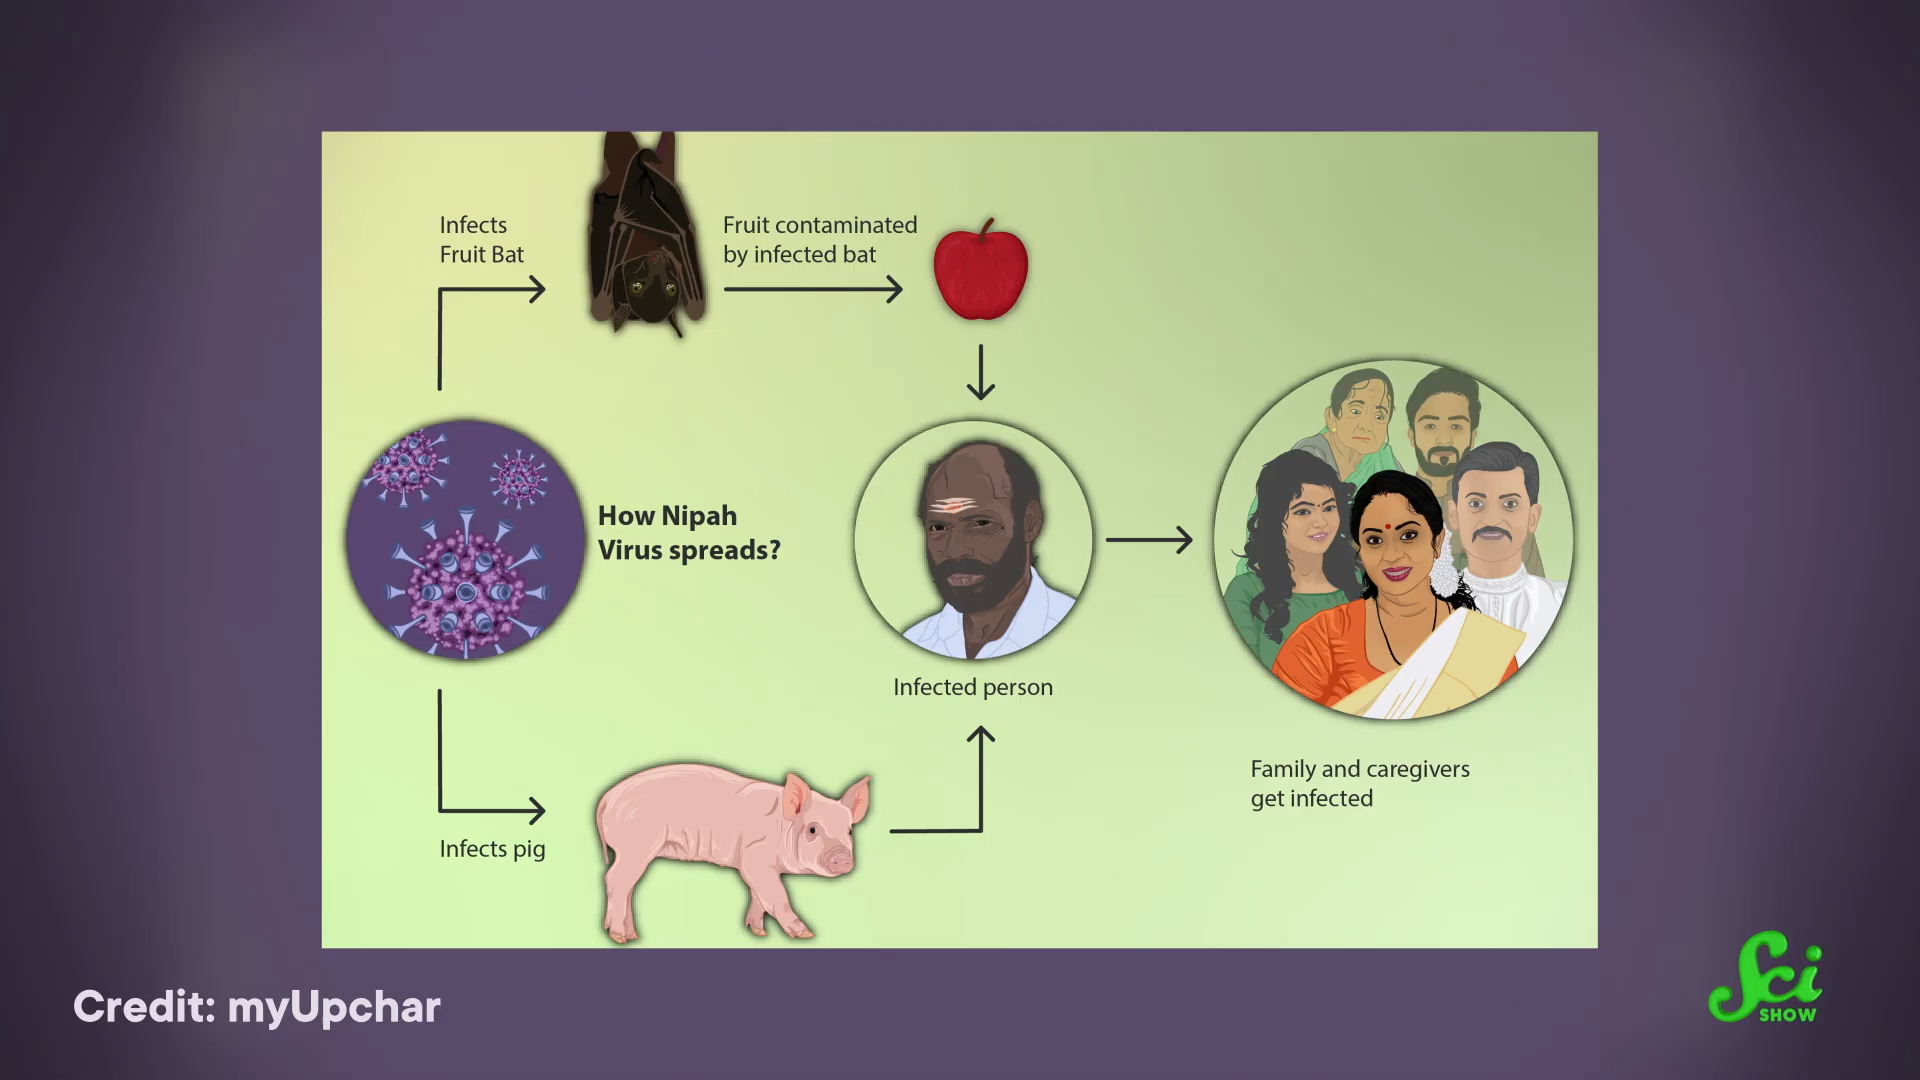 Infects
Fruit Bat
Fruit contaminated
by infected bat
How Nipah
Virus spreads?
Infected person
Infects pig
Family and caregivers
get infected
Credit: myUpchar
Sci
SHOW